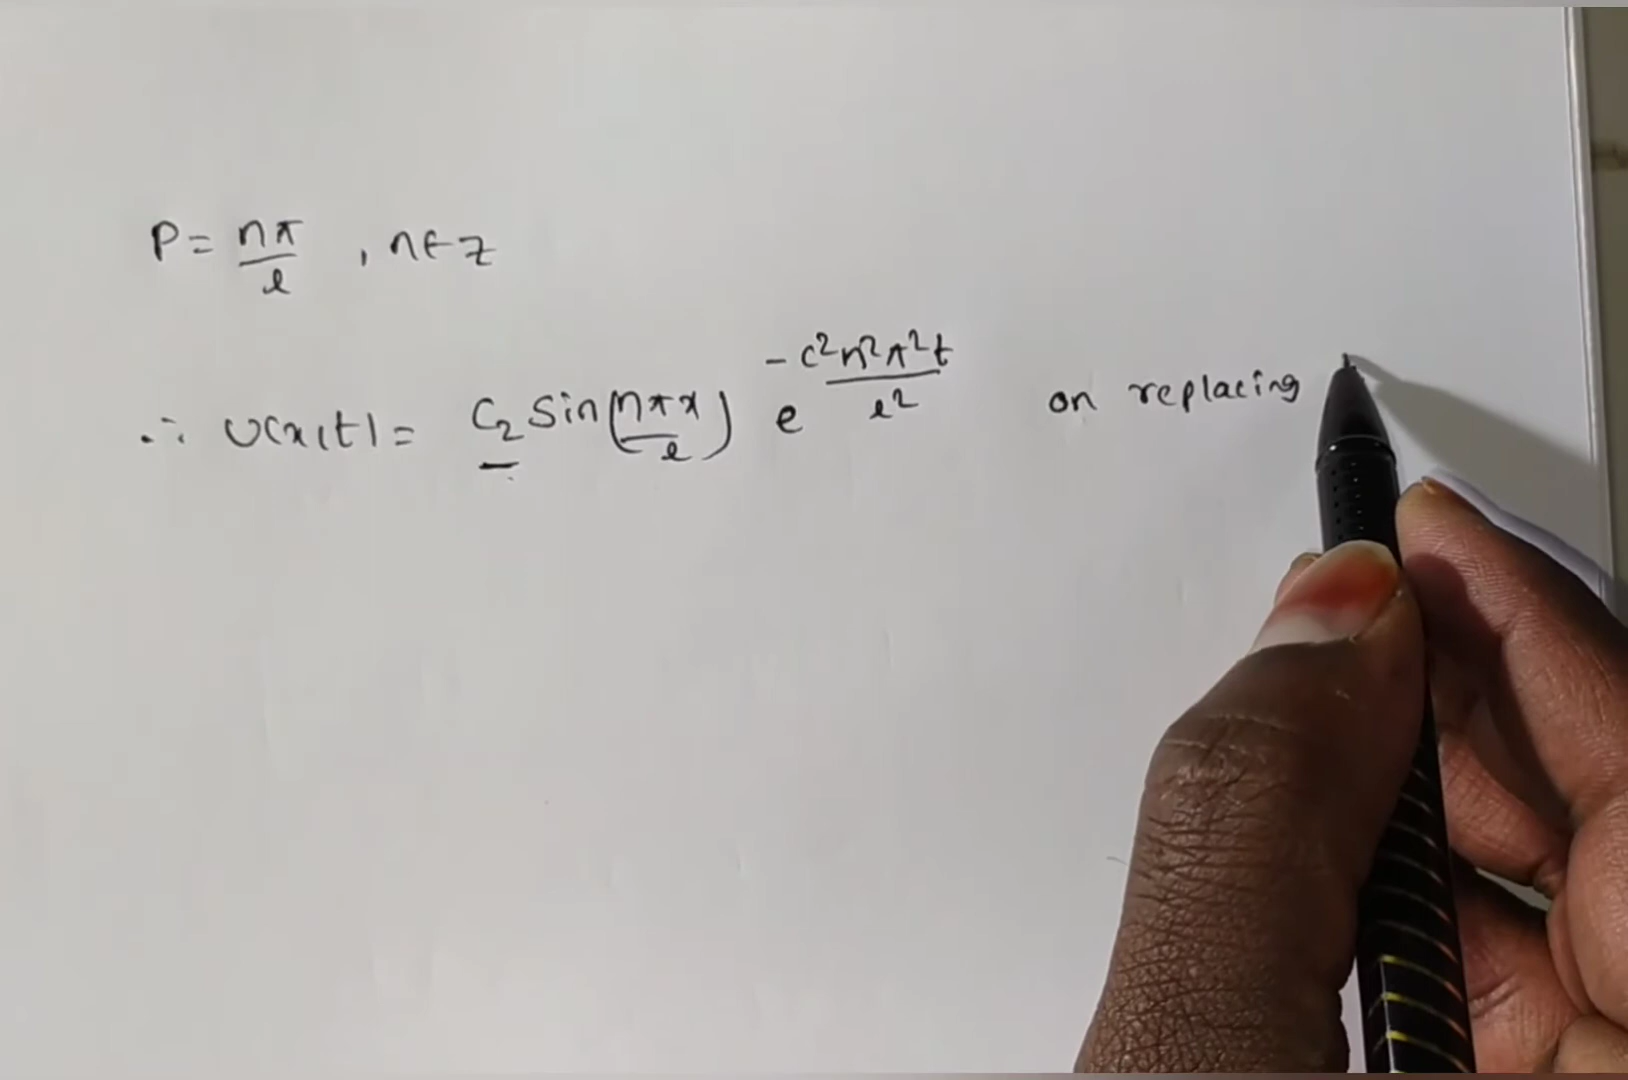 P = nπ/l , n∈z
∴ U(x,t) = C₂ Sin(nπx/l) e^(-c²n²π²t/l²) on replacing